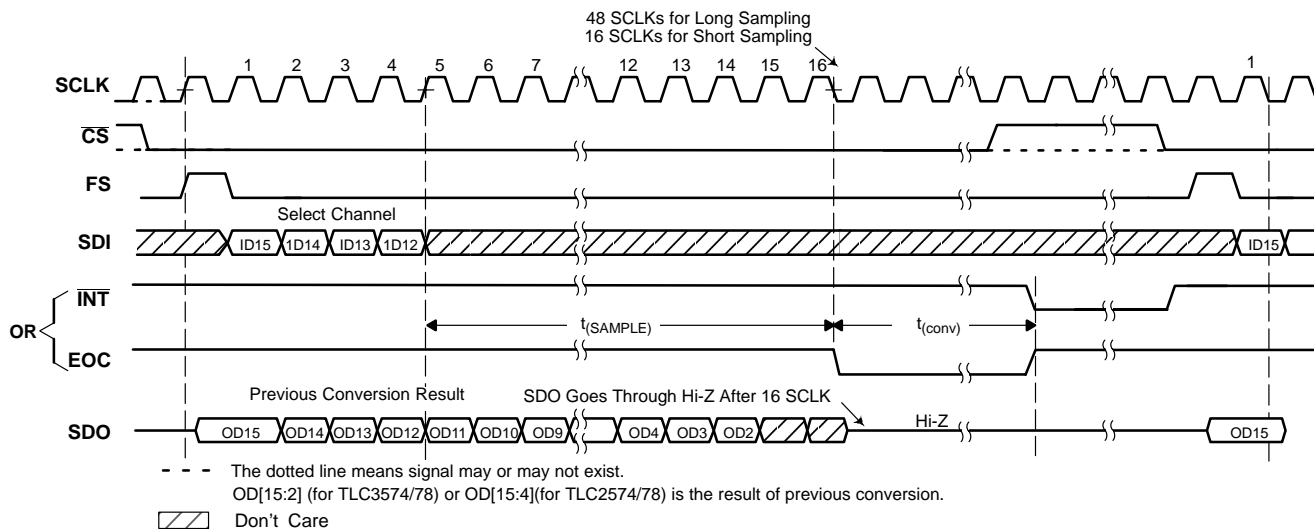 48 SCLKs for Long Sampling
16 SCLKs for Short Sampling
1 2 3 4 5 6 7 12 13 14 15 16 1
SCLK
CS
FS
Select Channel
SDI ID15 1D14 ID13 1D12 ID15
INT
OR
t(SAMPLE) t(conv)
EOC
Previous Conversion Result SDO Goes Through Hi-Z After 16 SCLK
SDO OD15 OD14 OD13 OD12 OD11 OD10 OD9 OD4 OD3 OD2 Hi-Z OD15
The dotted line means signal may or may not exist.
OD[15:2] (for TLC3574/78) or OD[15:4](for TLC2574/78) is the result of previous conversion.
Don't Care